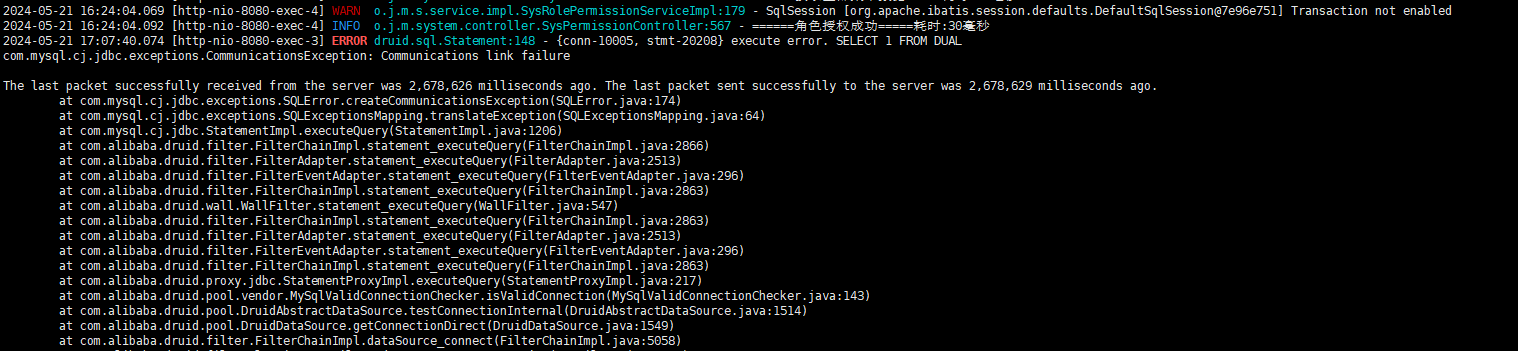 2024-05-21 16:24:04.069 [http-nio-8080-exec-4] WARN  o.j.m.s.service.impl.SysRolePermissionServiceImpl:179 - SqlSession [org.apache.ibatis.session.defaults.DefaultSqlSession@7e96e751] Transaction not enabled
2024-05-21 16:24:04.092 [http-nio-8080-exec-4] INFO  o.j.m.system.controller.SysPermissionController:567 - ======角色授权成功=====耗时:30毫秒
2024-05-21 17:07:40.074 [http-nio-8080-exec-3] ERROR druid.sql.Statement:148 - {conn-10005, stmt-20208} execute error. SELECT 1 FROM DUAL
com.mysql.cj.jdbc.exceptions.CommunicationsException: Communications link failure
The last packet successfully received from the server was 2,678,626 milliseconds ago. The last packet sent successfully to the server was 2,678,629 milliseconds ago.
at com.mysql.cj.jdbc.exceptions.SQLError.createCommunicationsException(SQLError.java:174)
at com.mysql.cj.jdbc.exceptions.SQLExceptionsMapping.translateException(SQLExceptionsMapping.java:64)
at com.mysql.cj.jdbc.StatementImpl.executeQuery(StatementImpl.java:1206)
at com.alibaba.druid.filter.FilterChainImpl.statement_executeQuery(FilterChainImpl.java:2866)
at com.alibaba.druid.filter.FilterAdapter.statement_executeQuery(FilterAdapter.java:2513)
at com.alibaba.druid.filter.FilterEventAdapter.statement_executeQuery(FilterEventAdapter.java:296)
at com.alibaba.druid.filter.FilterChainImpl.statement_executeQuery(FilterChainImpl.java:2863)
at com.alibaba.druid.wall.WallFilter.statement_executeQuery(WallFilter.java:547)
at com.alibaba.druid.filter.FilterChainImpl.statement_executeQuery(FilterChainImpl.java:2863)
at com.alibaba.druid.filter.FilterAdapter.statement_executeQuery(FilterAdapter.java:2513)
at com.alibaba.druid.filter.FilterEventAdapter.statement_executeQuery(FilterEventAdapter.java:296)
at com.alibaba.druid.filter.FilterChainImpl.statement_executeQuery(FilterChainImpl.java:2863)
at com.alibaba.druid.proxy.jdbc.StatementProxyImpl.executeQuery(StatementProxyImpl.java:217)
at com.alibaba.druid.pool.vendor.MySqlValidConnectionChecker.isValidConnection(MySqlValidConnectionChecker.java:143)
at com.alibaba.druid.pool.DruidAbstractDataSource.testConnectionInternal(DruidAbstractDataSource.java:1514)
at com.alibaba.druid.pool.DruidDataSource.getConnectionDirect(DruidDataSource.java:1549)
at com.alibaba.druid.filter.FilterChainImpl.dataSource_connect(FilterChainImpl.java:5058)